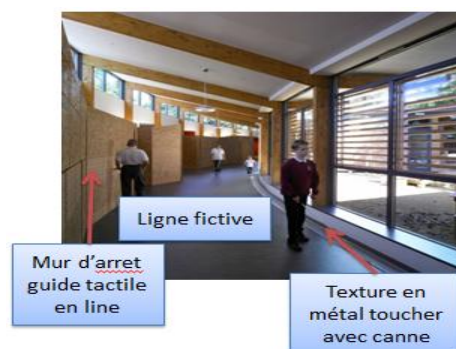 Ligne fictive
Mur d'arret
guide tactile
en line
Texture en
métal toucher
avec canne